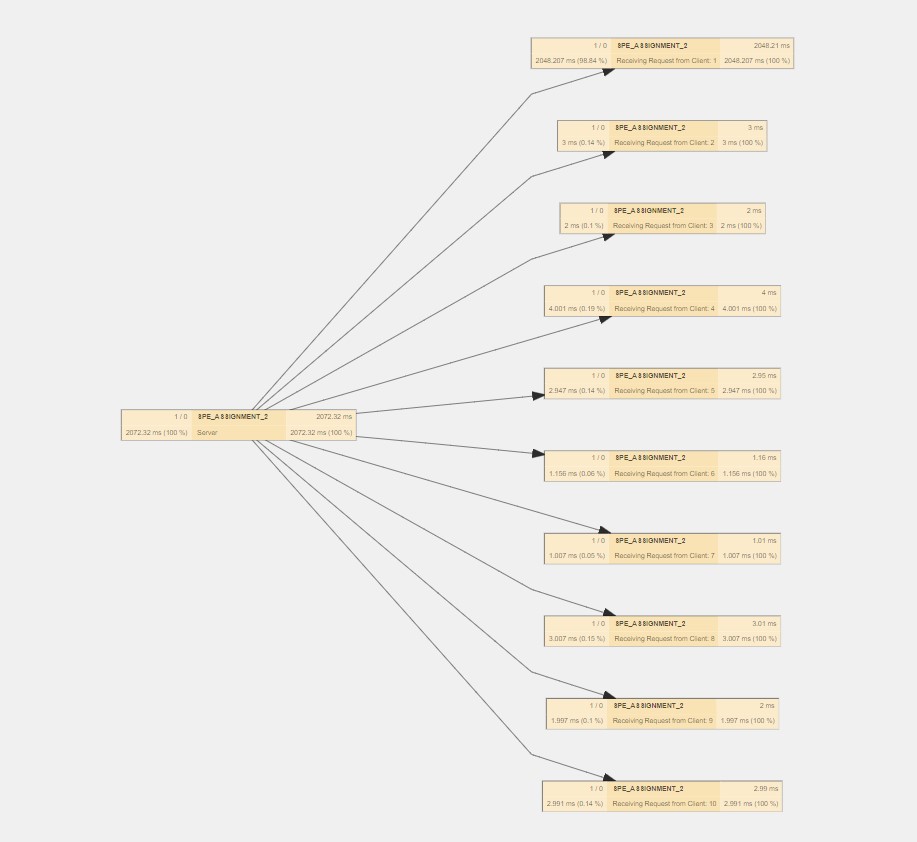 1 / 0 SPE_ASSIGNMENT_2 2048.21 ms
2048.207 ms (98.84 %) Receiving Request from Client: 1 2048.207 ms (100 %)
1 / 0 SPE_ASSIGNMENT_2 3 ms
3 ms (0.14 %) Receiving Request from Client: 2 3 ms (100 %)
1 / 0 SPE_ASSIGNMENT_2 2 ms
2 ms (0.1 %) Receiving Request from Client: 3 2 ms (100 %)
1 / 0 SPE_ASSIGNMENT_2 4 ms
4.001 ms (0.19 %) Receiving Request from Client: 4 4.001 ms (100 %)
1 / 0 SPE_ASSIGNMENT_2 2.95 ms
2.947 ms (0.14 %) Receiving Request from Client: 5 2.947 ms (100 %)
1 / 0 SPE_ASSIGNMENT_2 2072.32 ms
2072.32 ms (100 %) Server 2072.32 ms (100 %)
1 / 0 SPE_ASSIGNMENT_2 1.16 ms
1.156 ms (0.06 %) Receiving Request from Client: 6 1.156 ms (100 %)
1 / 0 SPE_ASSIGNMENT_2 1.01 ms
1.007 ms (0.05 %) Receiving Request from Client: 7 1.007 ms (100 %)
1 / 0 SPE_ASSIGNMENT_2 3.01 ms
3.007 ms (0.15 %) Receiving Request from Client: 8 3.007 ms (100 %)
1 / 0 SPE_ASSIGNMENT_2 2 ms
1.997 ms (0.1 %) Receiving Request from Client: 9 1.997 ms (100 %)
1 / 0 SPE_ASSIGNMENT_2 2.99 ms
2.991 ms (0.14 %) Receiving Request from Client: 10 2.991 ms (100 %)